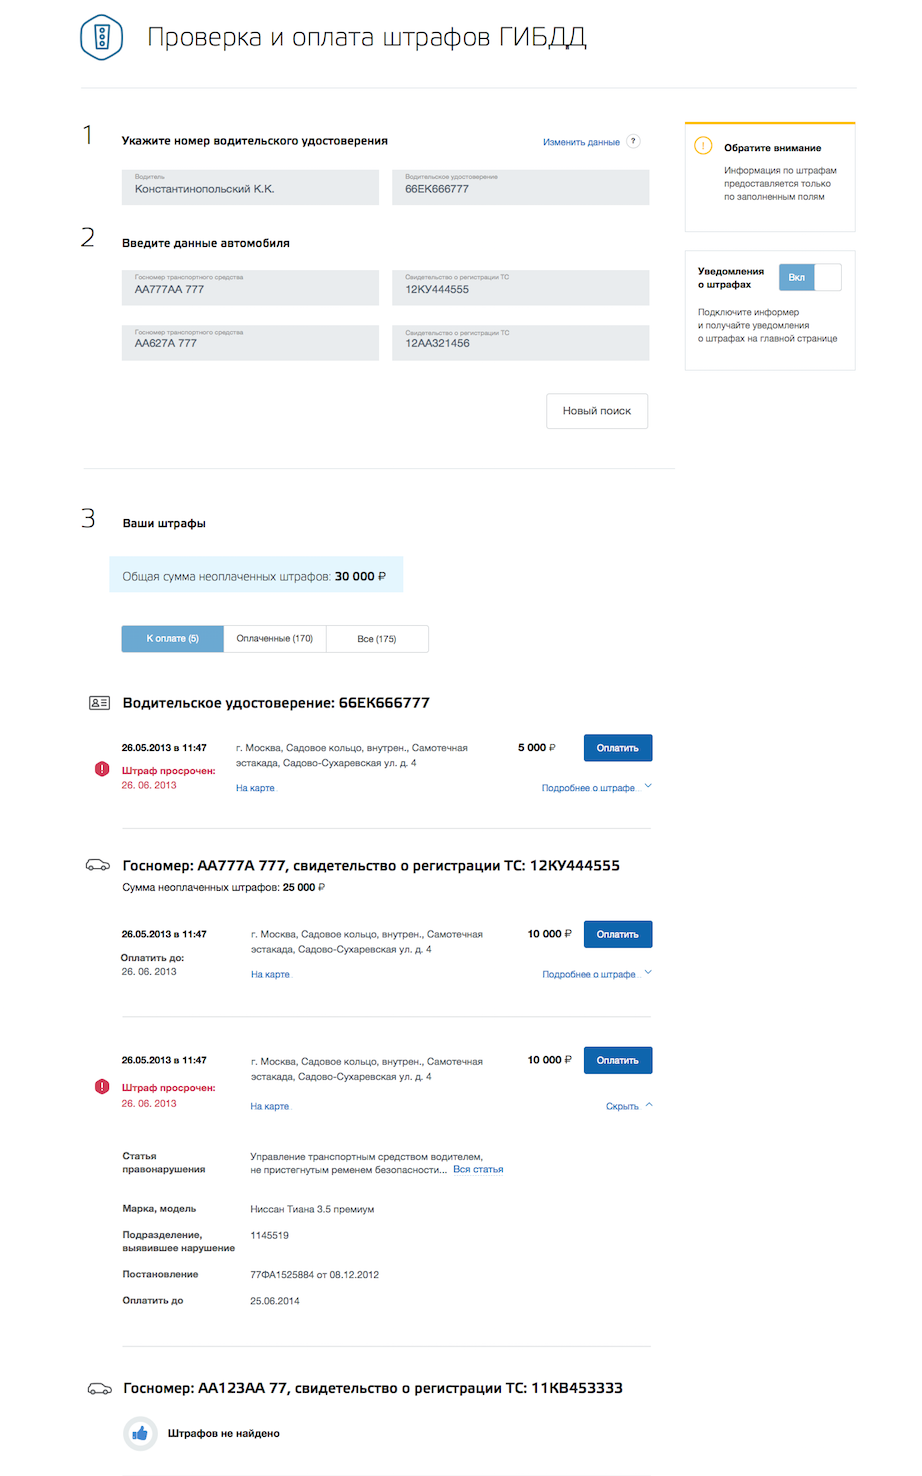 Проверка и оплата штрафов ГИБДД
1
Укажите номер водительского удостоверения
Изменить данные ?
Водитель
Константинопольский К.К.
Водительское удостоверение
66ЕК666777
Обратите внимание
Информация по штрафам
предоставляется только
по заполненным полям
2
Введите данные автомобиля
Госномер транспортного средства
АА777АА 777
Свидетельство о регистрации ТС
12КУ444555
Госномер транспортного средства
АА627А 777
Свидетельство о регистрации ТС
12АА321456
Уведомления
о штрафах
Вкл
Подключите информер
и получайте уведомления
о штрафах на главной странице
Новый поиск
3
Ваши штрафы
Общая сумма неоплаченных штрафов: 30 000 ₽
К оплате (5)
Оплаченные (170)
Все (175)
Водительское удостоверение: 66ЕК666777
26.05.2013 в 11:47
Штраф просрочен:
26. 06. 2013
г. Москва, Садовое кольцо, внутрен., Самотечная
эстакада, Садово-Сухаревская ул. д. 4
На карте
5 000 ₽
Оплатить
Подробнее о штрафе
Госномер: АА777А 777, свидетельство о регистрации ТС: 12КУ444555
Сумма неоплаченных штрафов: 25 000 ₽
26.05.2013 в 11:47
Оплатить до:
26. 06. 2013
г. Москва, Садовое кольцо, внутрен., Самотечная
эстакада, Садово-Сухаревская ул. д. 4
На карте
10 000 ₽
Оплатить
Подробнее о штрафе
26.05.2013 в 11:47
Штраф просрочен:
26. 06. 2013
г. Москва, Садовое кольцо, внутрен., Самотечная
эстакада, Садово-Сухаревская ул. д. 4
На карте
10 000 ₽
Оплатить
Скрыть
Статья
правонарушения
Управление транспортным средством водителем,
не пристегнутым ременем безопасности... Вся статья
Марка, модель
Ниссан Тиана 3.5 премиум
Подразделение,
выявившее нарушение
1145519
Постановление
77ФА1525884 от 08.12.2012
Оплатить до
25.06.2014
Госномер: АА123АА 77, свидетельство о регистрации ТС: 11КВ453333
Штрафов не найдено